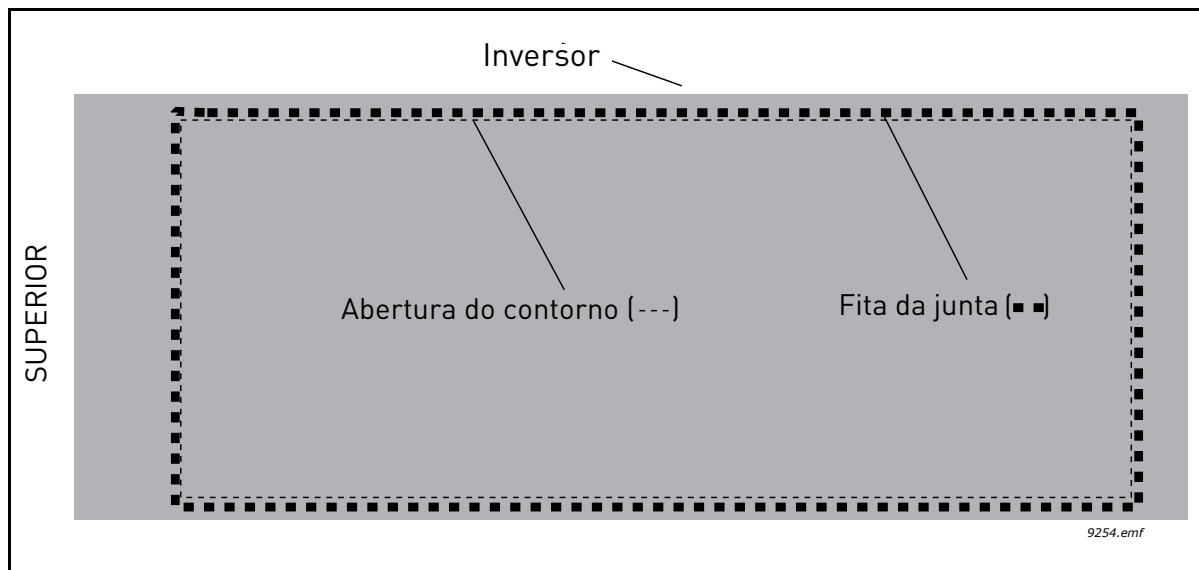 Inversor
SUPERIOR
Abertura do contorno (---)
Fita da junta (▪ ▪)
9254.emf